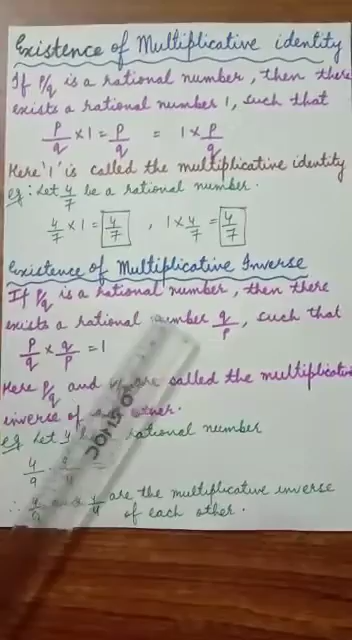 Existence of Multiplicative identity
If P/q is a rational number, then there
exists a rational number 1, such that
P/q × 1 = P/q = 1 × P/q
Here '1' is called the multiplicative identity
eg: Let 4/7 be a rational number.
4/7 × 1 = 4/7 , 1 × 4/7 = 4/7
Existence of Multiplicative Inverse
If P/q is a rational number, then there
exists a rational number q/p, such that
P/q × q/p = 1
Here P/q and are called the multiplicative
inverse of other.
eg Let rational number
4/9
∴ 4/9 and are the multiplicative inverse
of each other.